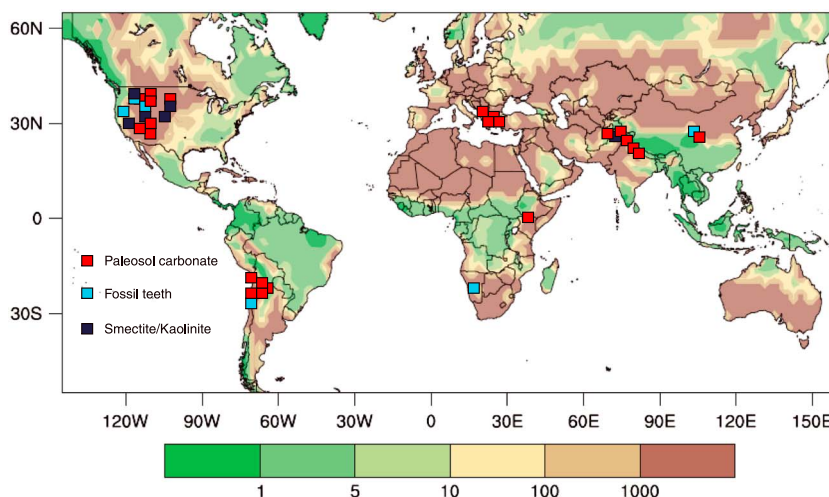 60N
30N
0
30S
Paleosol carbonate
Fossil teeth
Smectite/Kaolinite
120W 90W 60W 30W 0 30E 60E 90E 120E 150E
1 5 10 100 1000